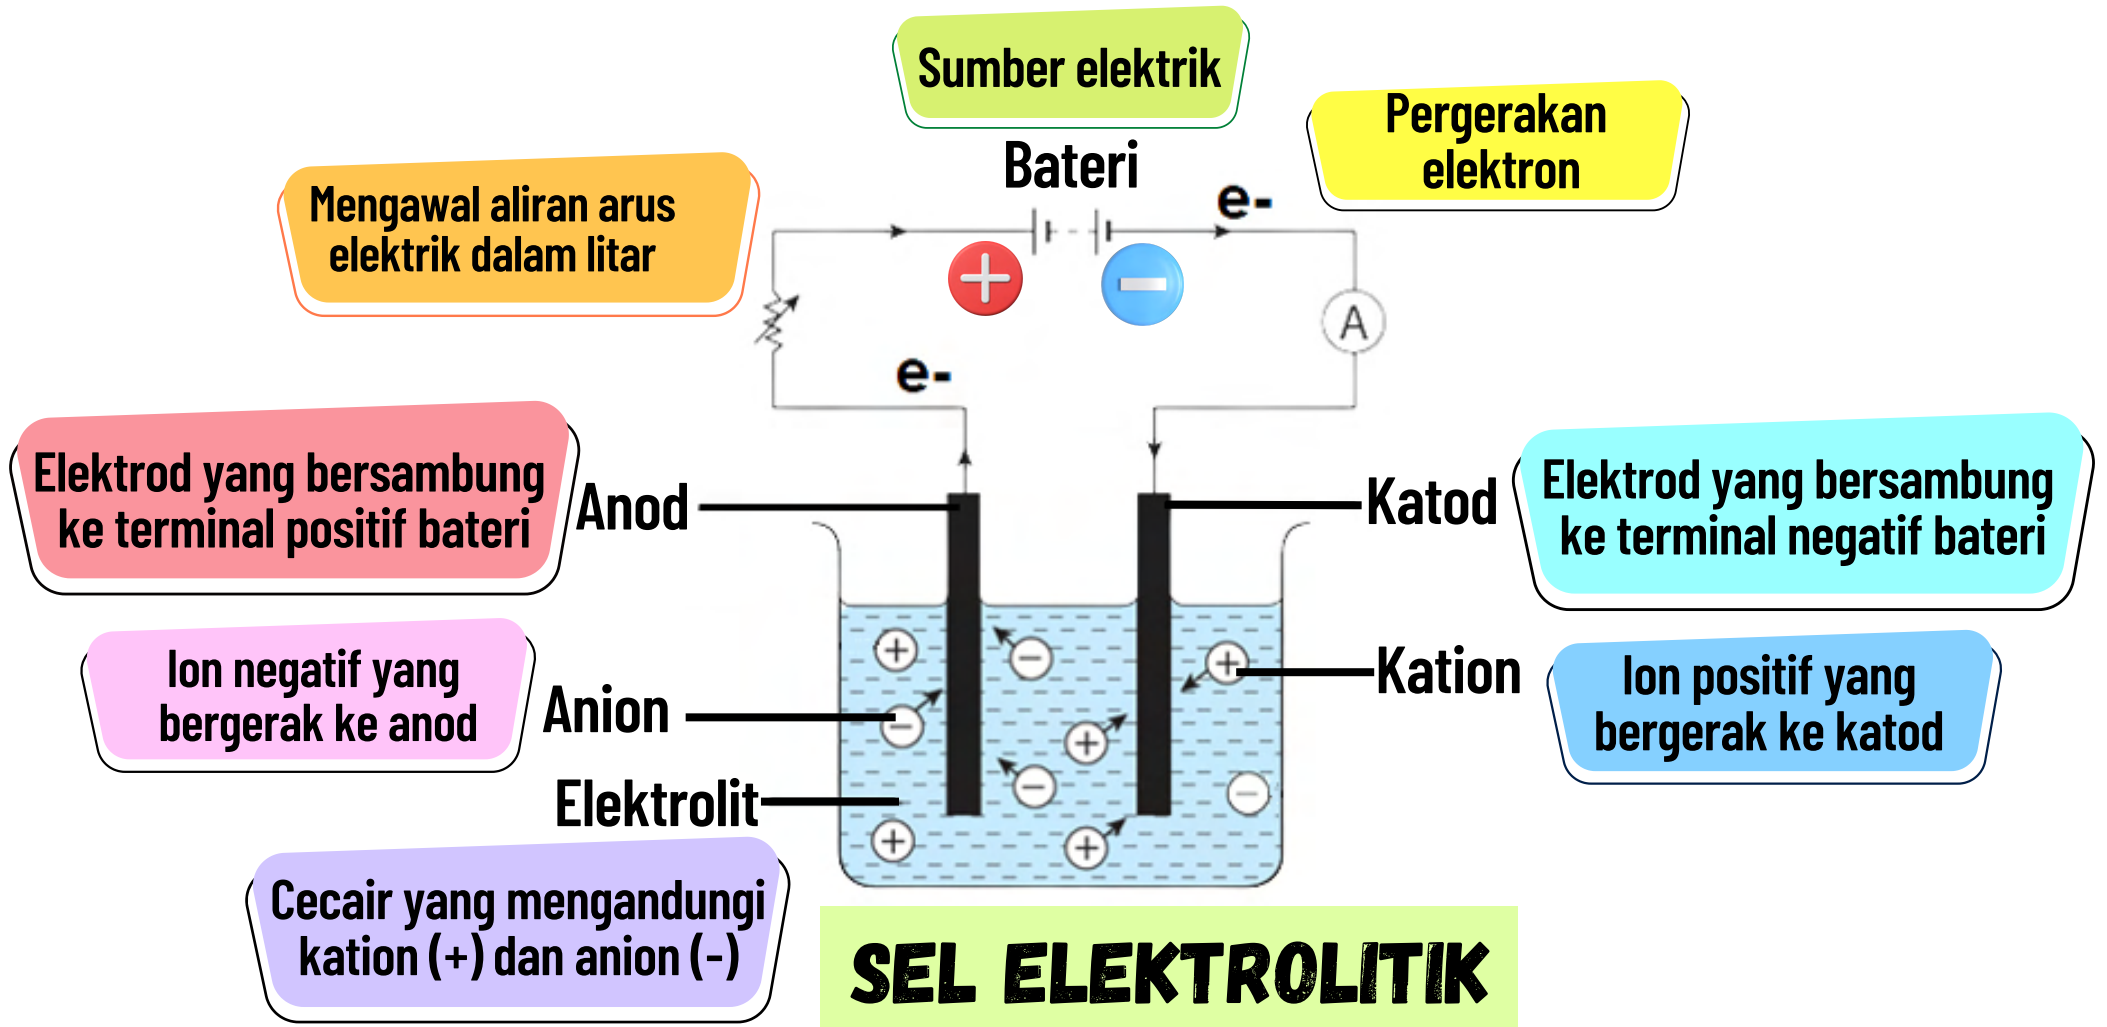 Sumber elektrik
Pergerakan
elektron
Bateri
Mengawal aliran arus
elektrik dalam litar
e-
A
e-
Elektrod yang bersambung
ke terminal positif bateri
Anod
Katod
Elektrod yang bersambung
ke terminal negatif bateri
Ion negatif yang
bergerak ke anod
Anion
Kation
Ion positif yang
bergerak ke katod
Elektrolit
Cecair yang mengandungi
kation (+) dan anion (-)
SEL ELEKTROLITIK